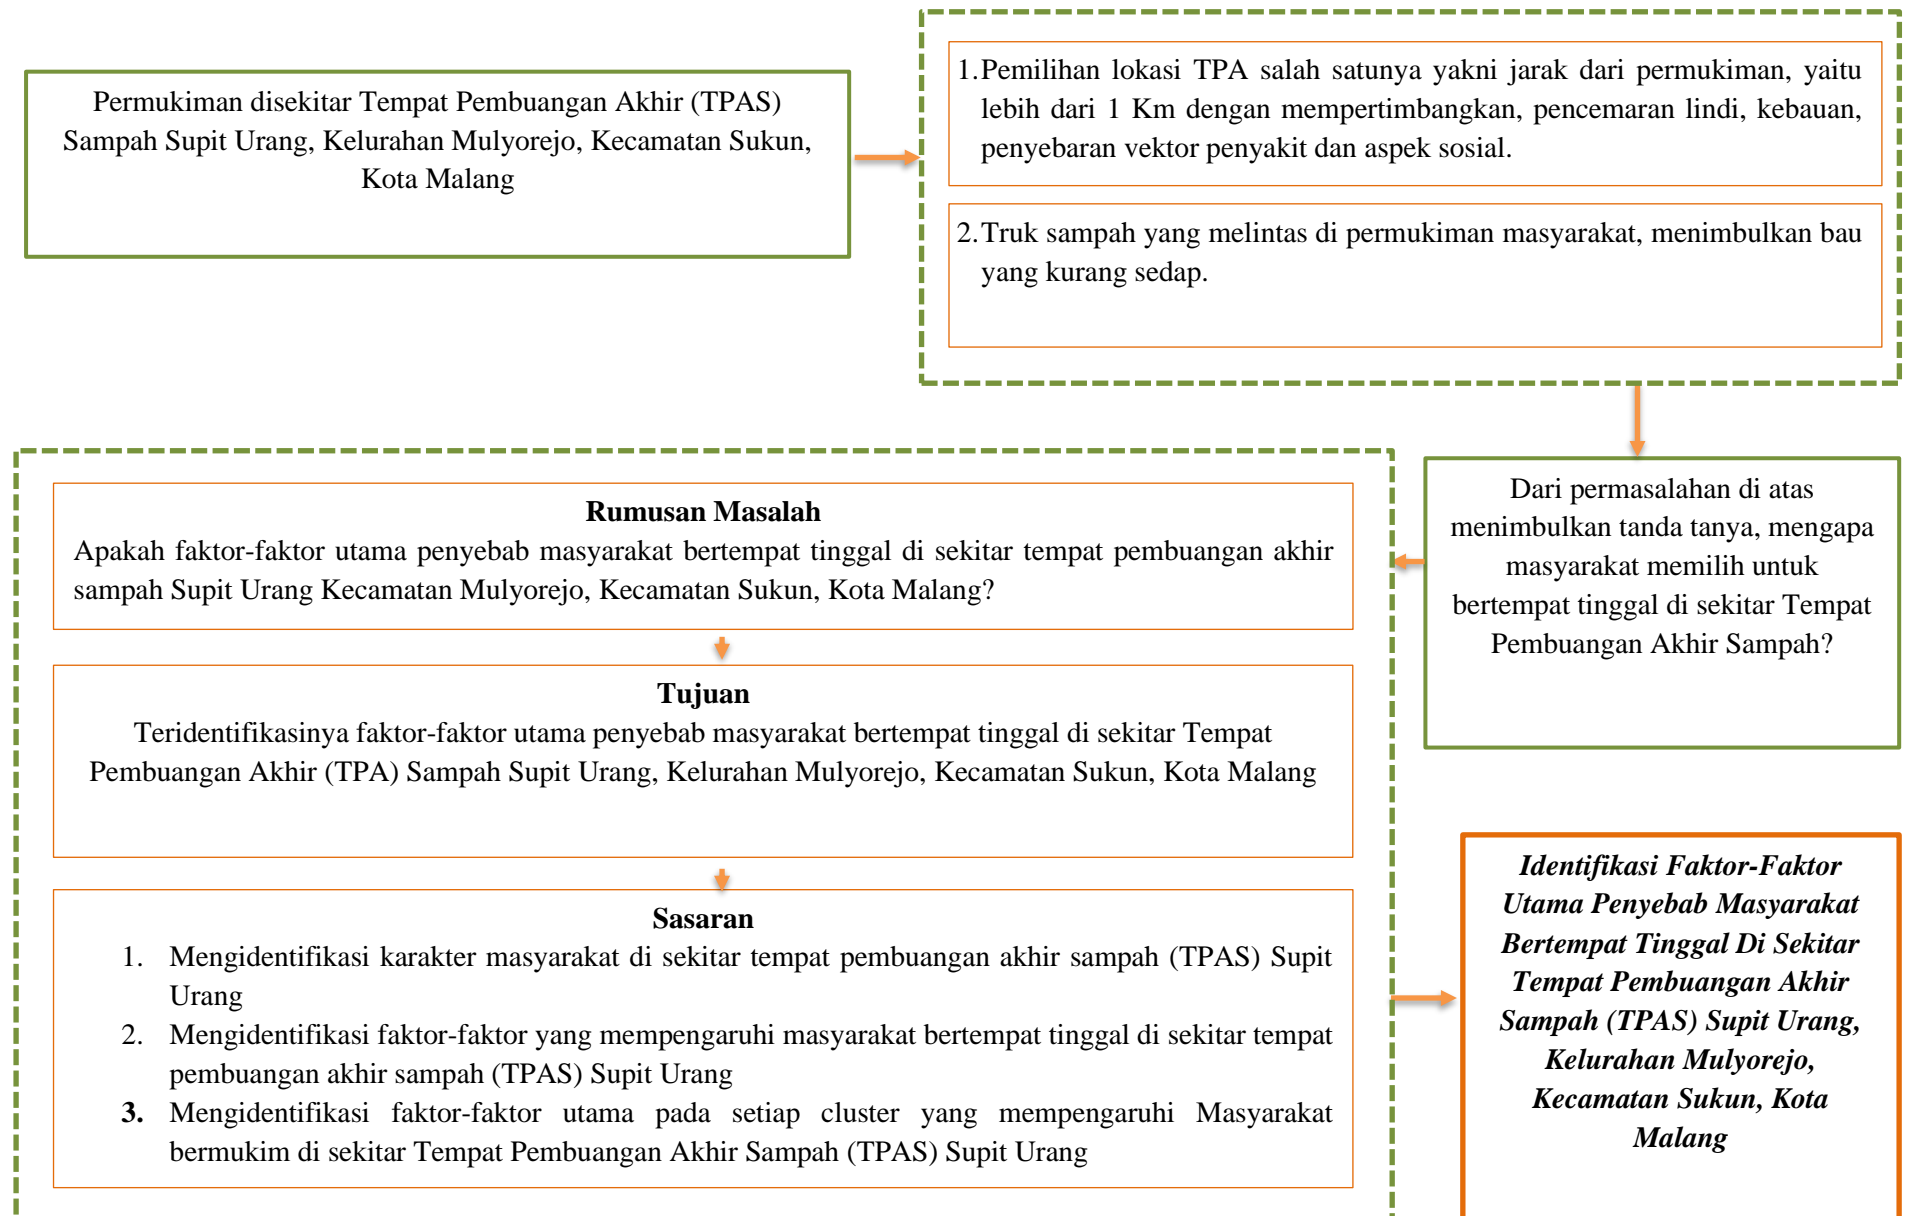 Permukiman disekitar Tempat Pembuangan Akhir (TPAS)
Sampah Supit Urang, Kelurahan Mulyorejo, Kecamatan Sukun,
Kota Malang
1. Pemilihan lokasi TPA salah satunya yakni jarak dari permukiman, yaitu
lebih dari 1 Km dengan mempertimbangkan, pencemaran lindi, kebauan,
penyebaran vektor penyakit dan aspek sosial.
2. Truk sampah yang melintas di permukiman masyarakat, menimbulkan bau
yang kurang sedap.
Dari permasalahan di atas
menimbulkan tanda tanya, mengapa
masyarakat memilih untuk
bertempat tinggal di sekitar Tempat
Pembuangan Akhir Sampah?
Rumusan Masalah
Apakah faktor-faktor utama penyebab masyarakat bertempat tinggal di sekitar tempat pembuangan akhir
sampah Supit Urang Kecamatan Mulyorejo, Kecamatan Sukun, Kota Malang?
Tujuan
Teridentifikasinya faktor-faktor utama penyebab masyarakat bertempat tinggal di sekitar Tempat
Pembuangan Akhir (TPA) Sampah Supit Urang, Kelurahan Mulyorejo, Kecamatan Sukun, Kota Malang
Sasaran
1. Mengidentifikasi karakter masyarakat di sekitar tempat pembuangan akhir sampah (TPAS) Supit
Urang
2. Mengidentifikasi faktor-faktor yang mempengaruhi masyarakat bertempat tinggal di sekitar tempat
pembuangan akhir sampah (TPAS) Supit Urang
3. Mengidentifikasi faktor-faktor utama pada setiap cluster yang mempengaruhi Masyarakat
bermukim di sekitar Tempat Pembuangan Akhir Sampah (TPAS) Supit Urang
Identifikasi Faktor-Faktor
Utama Penyebab Masyarakat
Bertempat Tinggal Di Sekitar
Tempat Pembuangan Akhir
Sampah (TPAS) Supit Urang,
Kelurahan Mulyorejo,
Kecamatan Sukun, Kota
Malang